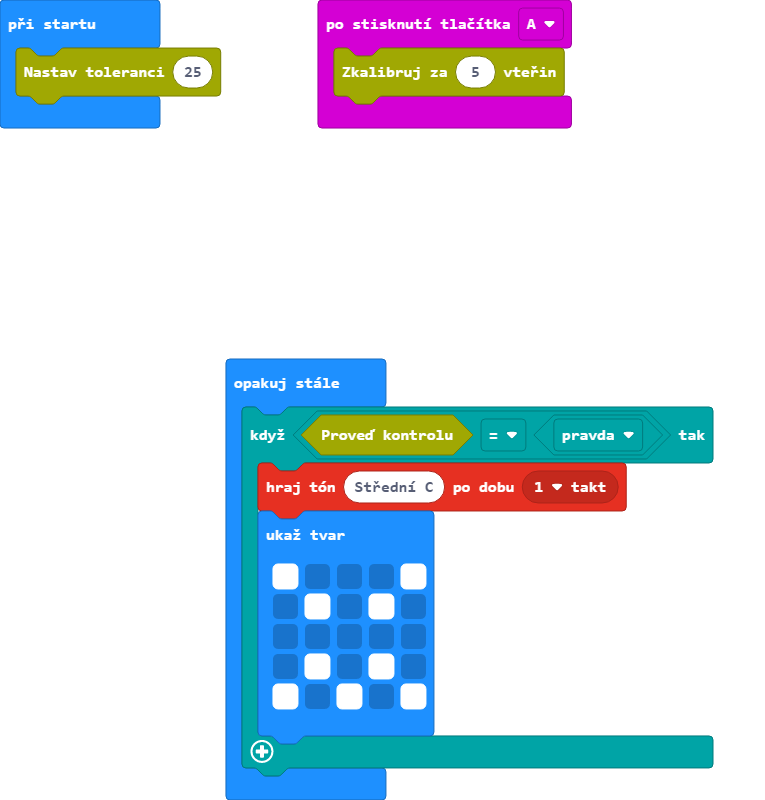 při startu
Nastav toleranci 25
po stisknutí tlačítka A
Zkalibruj za 5 vteřin
opakuj stále
když Proveď kontrolu = pravda tak
hraj tón Střední C po dobu 1 takt
ukaž tvar